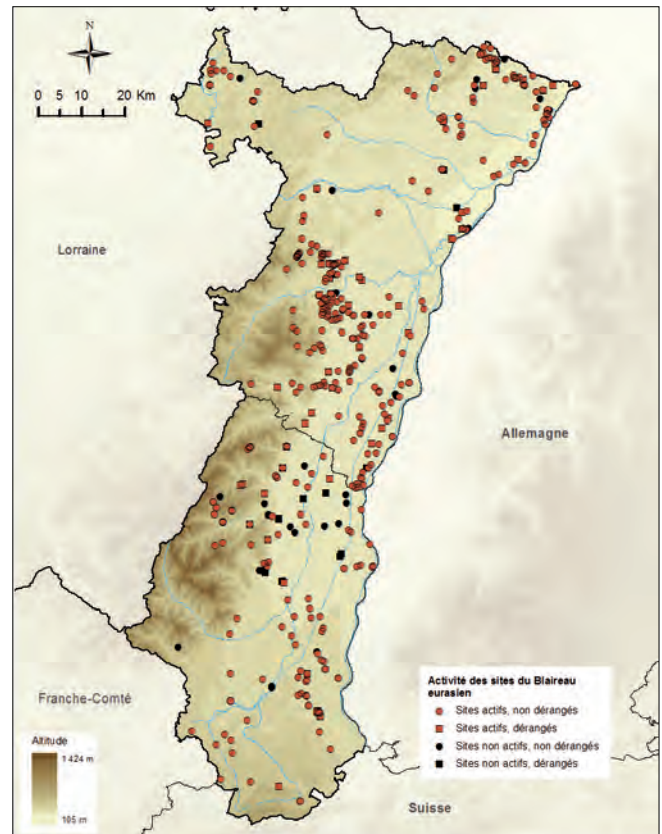 N
0 5 10 20 Km
Lorraine
Allemagne
Franche-Comté
Suisse
Activité des sites du Blaireau
eurasien
Sites actifs, non dérangés
Sites actifs, dérangés
Sites non actifs, non dérangés
Sites non actifs, dérangés
Altitude
1 424 m
105 m